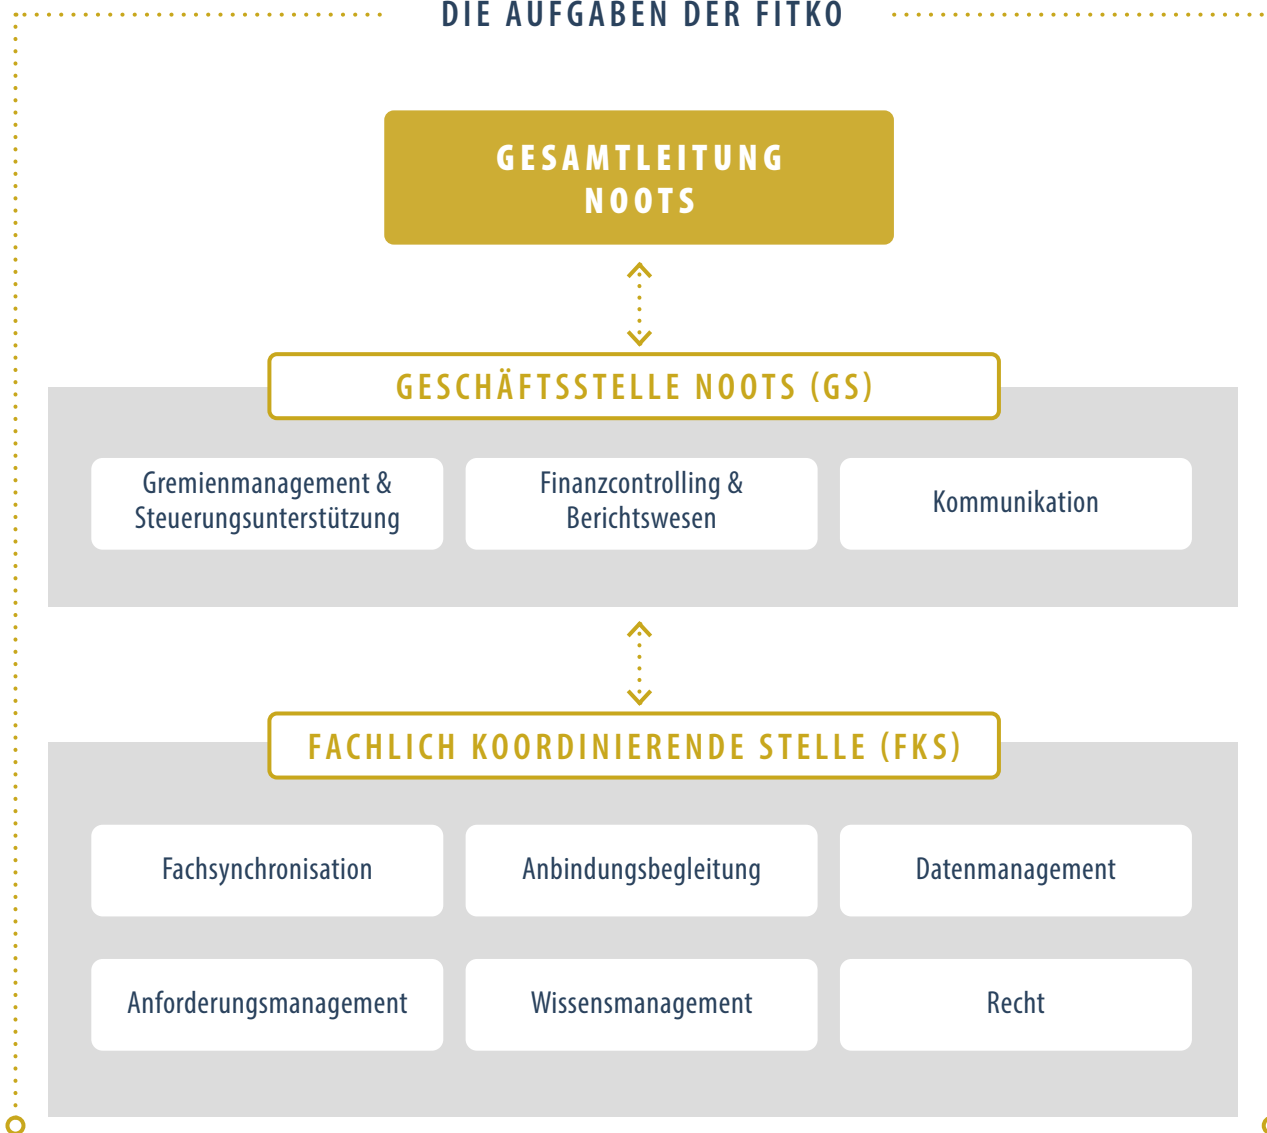 DIE AUFGABEN DER FITKO
GESAMTLEITUNG
NOOTS
GESCHÄFTSSTELLE NOOTS (GS)
Gremienmanagement &
Steuerungsunterstützung
Finanzcontrolling &
Berichtswesen
Kommunikation
FACHLICH KOORDINIERENDE STELLE (FKS)
Fachsynchronisation
Anbindungsbegleitung
Datenmanagement
Anforderungsmanagement
Wissensmanagement
Recht